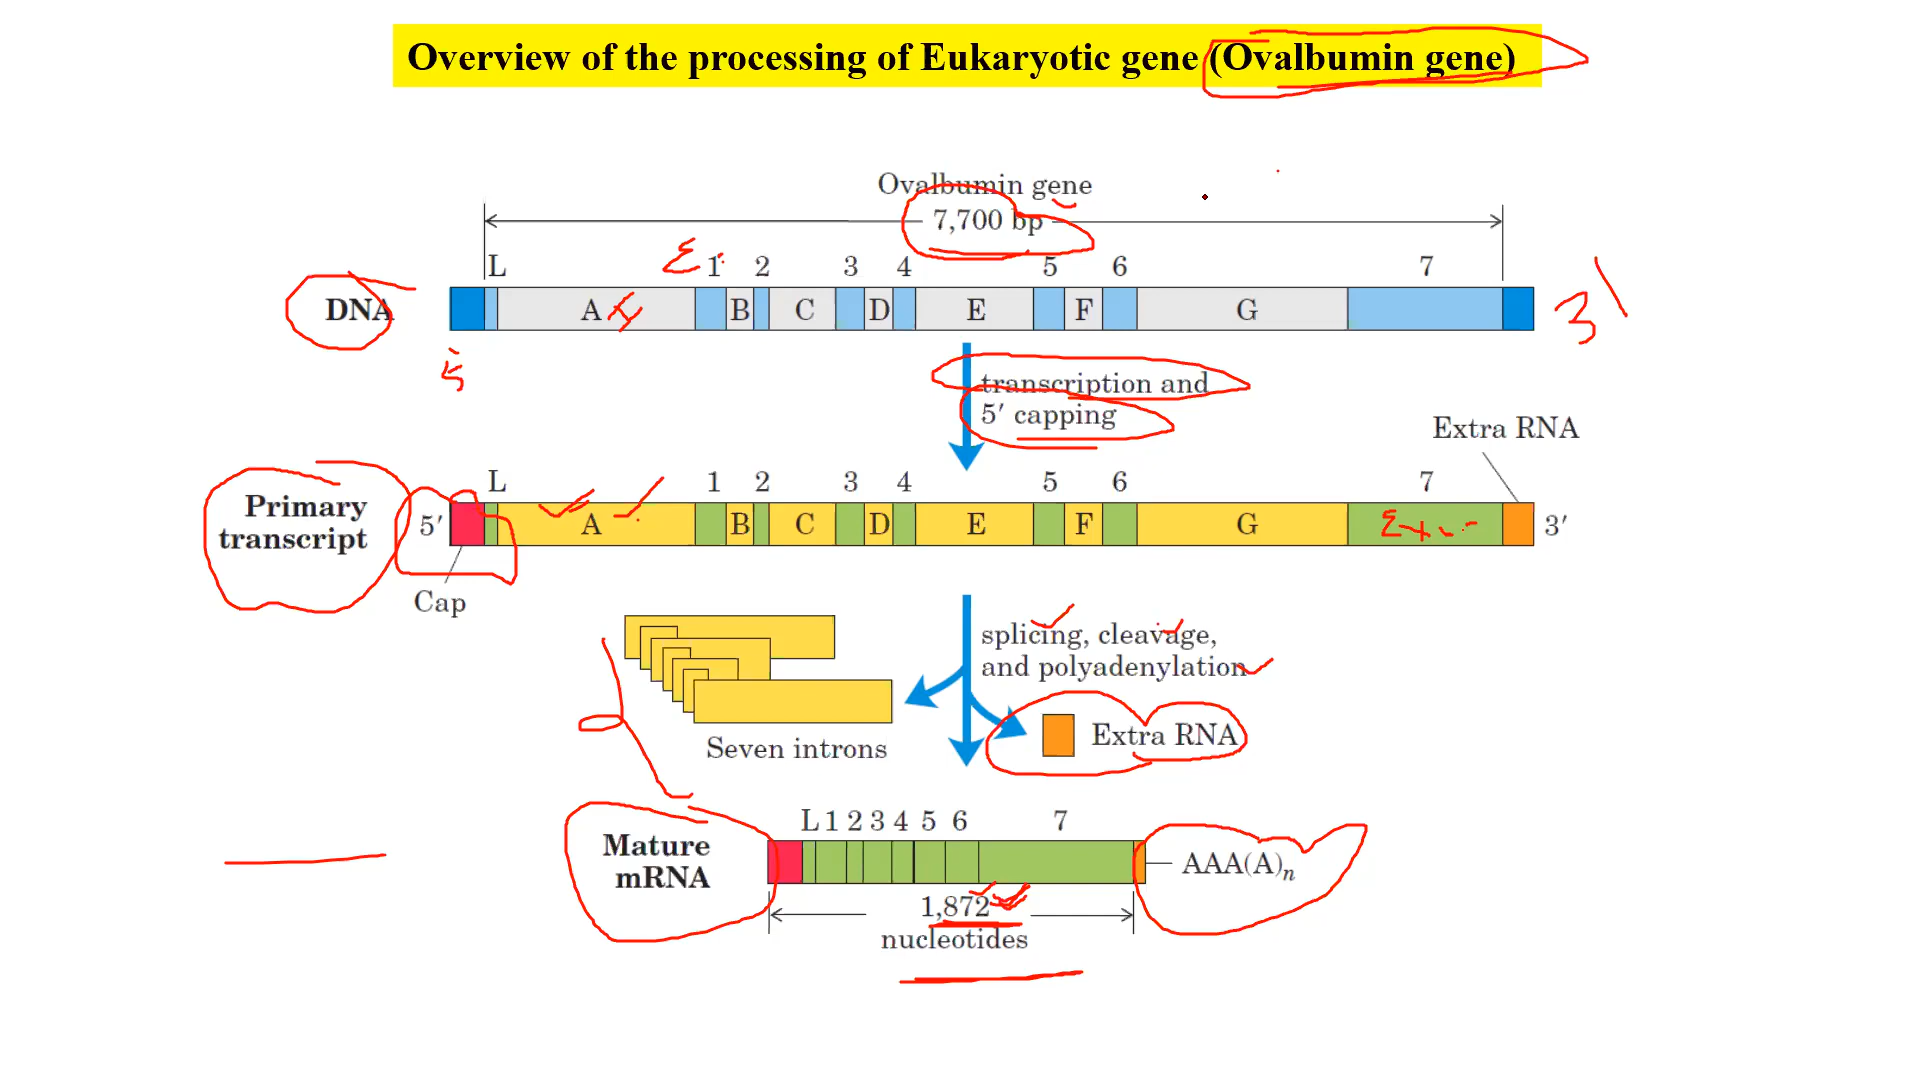 Overview of the processing of Eukaryotic gene (Ovalbumin gene)
Ovalbumin gene
7,700 bp
L 1 2 3 4 5 6 7
DNA A B C D E F G 3'
5
transcription and
5′ capping
Extra RNA
L 1 2 3 4 5 6 7
Primary
transcript
5′ A B C D E F G 3′
Cap
splicing, cleavage,
and polyadenylation
Extra RNA
Seven introns
L 1 2 3 4 5 6 7
Mature
mRNA
AAA(A)n
1,872
nucleotides